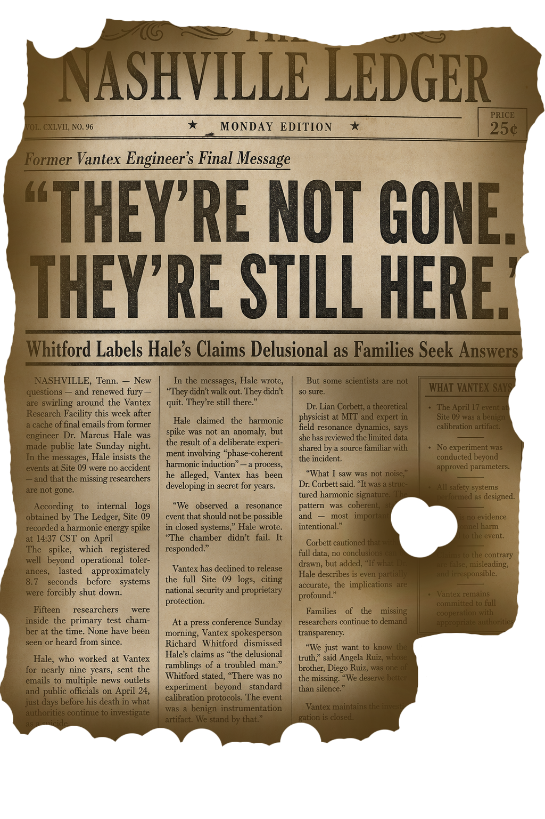 THE
NASHVILLE LEDGER
VOL. CXLVII, NO. 96
★ MONDAY EDITION ★
PRICE
25¢
Former Vantex Engineer's Final Message
“THEY'RE NOT GONE.
THEY'RE STILL HERE.”
Whitford Labels Hale's Claims Delusional as Families Seek Answers
NASHVILLE, Tenn. — New
questions — and renewed fury —
are swirling around the Vantex
Research Facility this week after
a cache of final emails from former
engineer Dr. Marcus Hale was
made public late Sunday night.
In the messages, Hale insists the
events at Site 09 were no accident
— and that the missing researchers
are not gone.
According to internal logs
obtained by The Ledger, Site 09
recorded a harmonic energy spike
at 14:37 CST on April
The spike, which registered
well beyond operational toler-
ances, lasted approximately
8.7 seconds before systems
were forcibly shut down.
Fifteen researchers were
inside the primary test cham-
ber at the time. None have been
seen or heard from since.
Hale, who worked at Vantex
for nearly nine years, sent the
emails to multiple news outlets
and public officials on April 24,
just days before his death in what
authorities continue to investigate
In the messages, Hale wrote,
“They didn't walk out. They didn't
quit. They're still there.”
Hale claimed the harmonic
spike was not an anomaly, but
the result of a deliberate experi-
ment involving “phase-coherent
harmonic induction” – a process,
he alleged, Vantex has been
developing in secret for years.
“We observed a resonance
event that should not be possible
in closed systems,” Hale wrote.
“The chamber didn't fail. It
responded.”
Vantex has declined to release
the full Site 09 logs, citing
national security and proprietary
protection.
At a press conference Sunday
morning, Vantex spokesperson
Richard Whitford dismissed
Hale's claims as “the delusional
ramblings of a troubled man.”
Whitford stated, “There was no
experiment beyond standard
calibration protocols. The event
was a benign instrumentation
artifact. We stand by that.”
But some scientists are not
so sure.
Dr. Lian Corbett, a theoretical
physicist at MIT and expert in
field resonance dynamics, says
she has reviewed the limited data
shared by a source familiar with
the incident.
“What I saw was not noise,”
Dr. Corbett said. “It was a struc-
tured harmonic signature. The
pattern was coherent,
and — most importantly
intentional.”
Corbett cautioned that
full data, no conclusions
drawn, but added, “If what
Hale describes is even partially
accurate, the implications are
profound.”
Families of the missing
researchers continue to demand
transparency.
“We just want to know the
truth,” said Angela Ruiz, whose
brother, Diego Ruiz, was one of
the missing. “We deserve better
than silence.”
Vantex maintains the
gation is closed.
WHAT VANTEX SAYS
• The April 17 event at
Site 09 was a benign
calibration artifact.
• No experiment was
conducted beyond
approved parameters.
All safety systems
performed as designed.
no evidence
harm
the event.
to the contrary
are false, misleading,
and irresponsible.
• Vantex remains
committed to full
cooperation with
appropriate authorities.